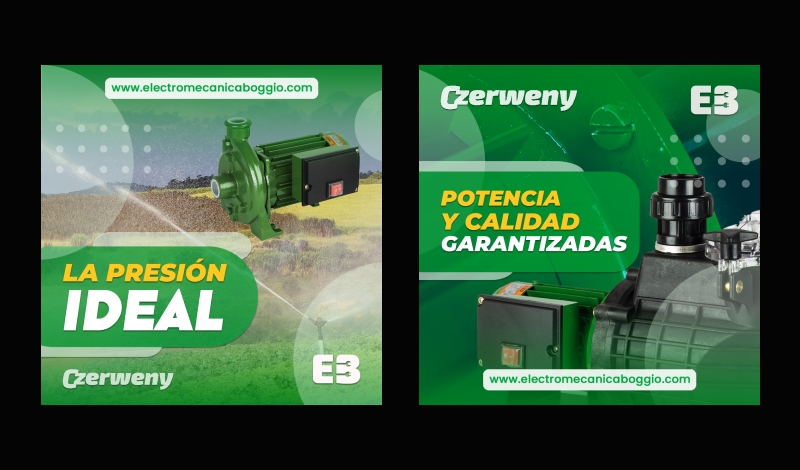 www.electromecanicaboggio.com
LA PRESIÓN
IDEAL
Czerweny
EB
Czerweny
EB
POTENCIA
Y CALIDAD
GARANTIZADAS
www.electromecanicaboggio.com